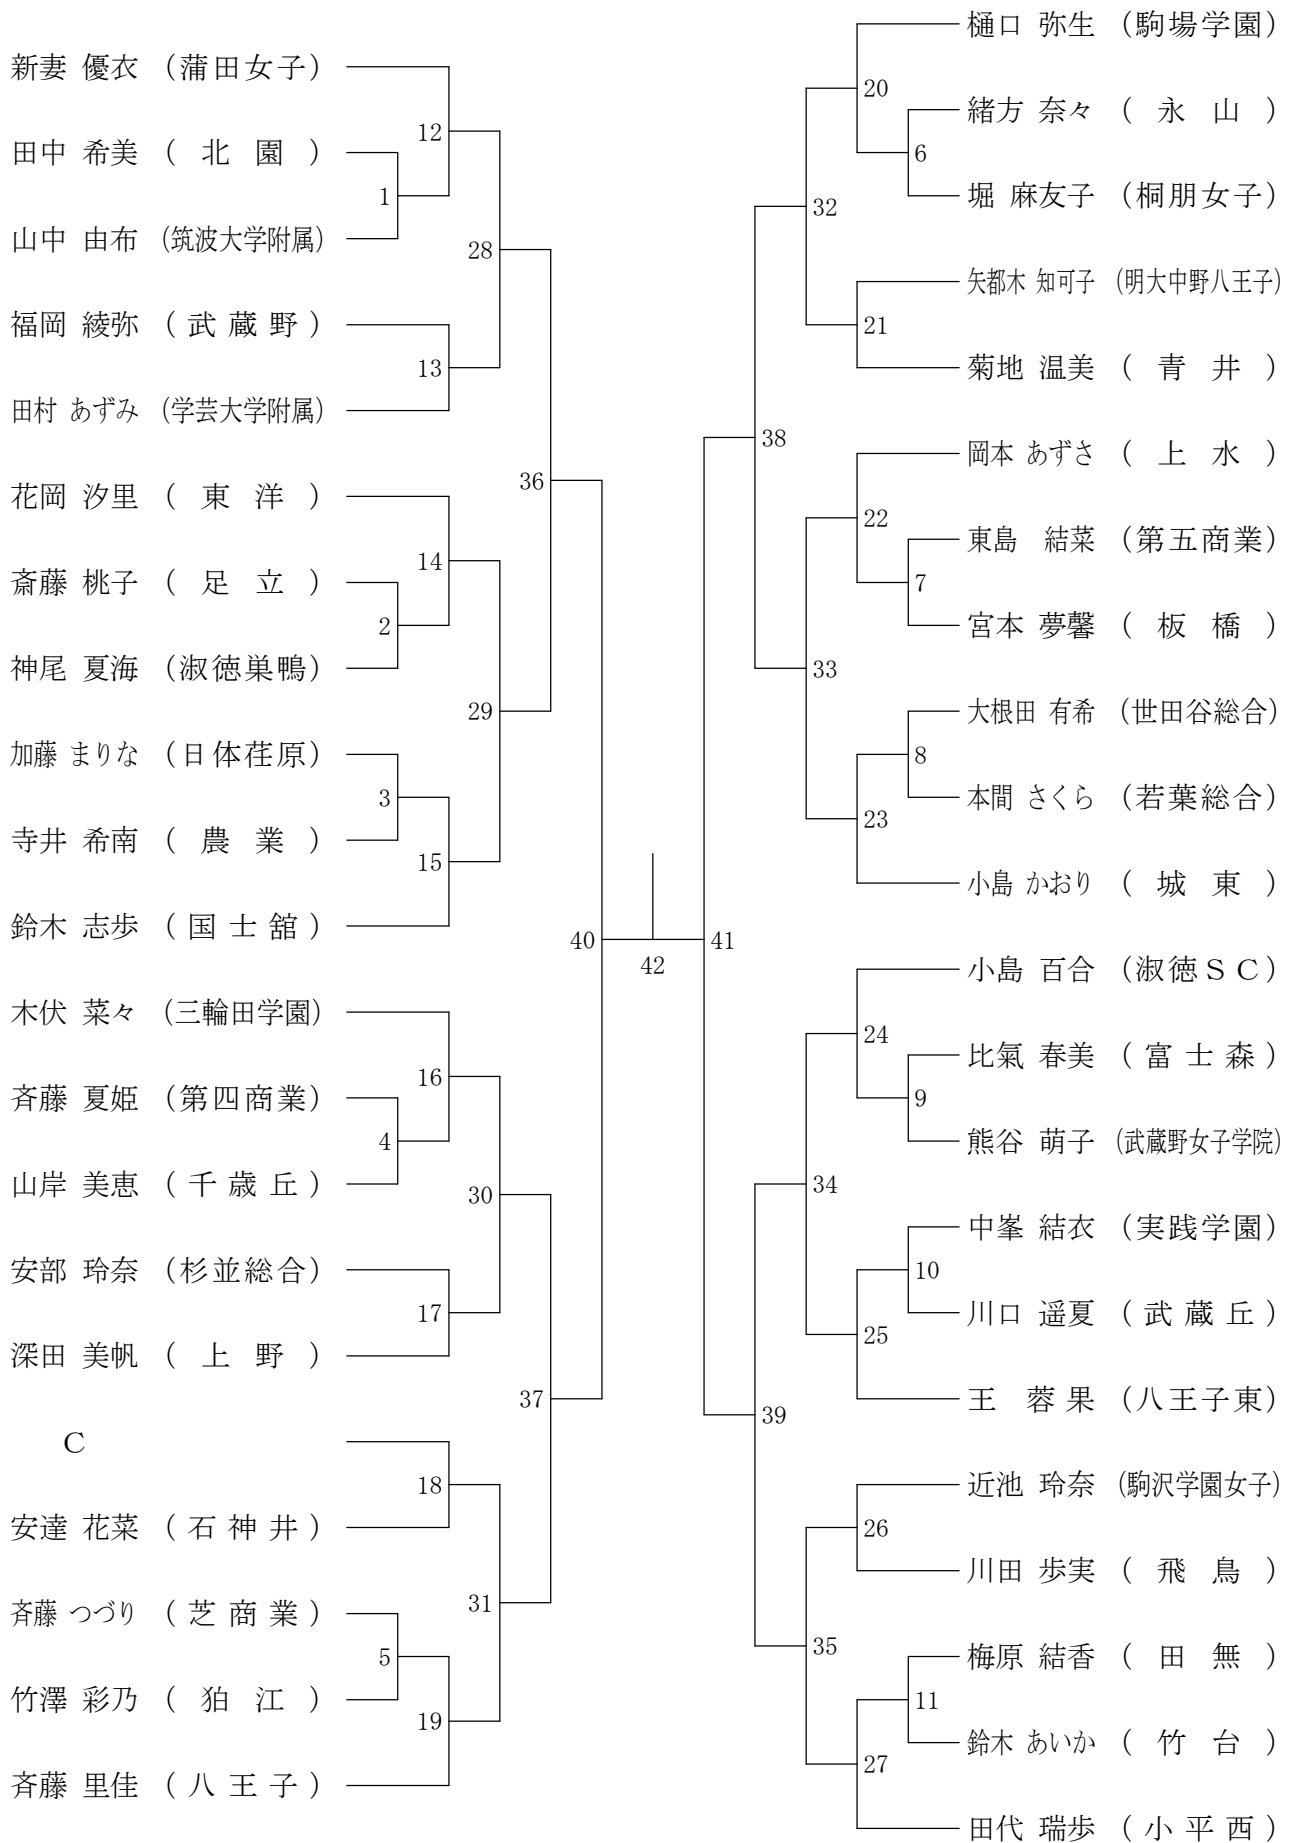 新妻 優衣 （蒲田女子）
田中 希美 （ 北 園 ）
山中 由布 （筑波大学附属）
福岡 綾弥 （ 武 蔵 野 ）
田村 あずみ （学芸大学附属）
花岡 汐里 （ 東 洋 ）
斎藤 桃子 （ 足 立 ）
神尾 夏海 （淑徳巣鴨）
加藤 まりな （日体荏原）
寺井 希南 （ 農 業 ）
鈴木 志歩 （ 国 士 舘 ）
木伏 菜々 （三輪田学園）
斉藤 夏姫 （第四商業）
山岸 美恵 （ 千 歳 丘 ）
安部 玲奈 （杉並総合）
深田 美帆 （ 上 野 ）
C
安達 花菜 （ 石 神 井 ）
斉藤 つづり （ 芝 商 業 ）
竹澤 彩乃 （ 狛 江 ）
斉藤 里佳 （ 八 王 子 ）
1
2
3
4
5
12
13
14
15
16
17
18
19
28
29
30
31
36
37
40
42
41
38
39
32
33
34
35
20
21
22
23
24
25
26
27
6
7
8
9
10
11
樋口 弥生 （駒場学園）
緒方 奈々 （ 永 山 ）
堀 麻友子 （桐朋女子）
矢都木 知可子 （明大中野八王子）
菊地 温美 （ 青 井 ）
岡本 あずさ （ 上 水 ）
東島 結菜 （第五商業）
宮本 夢馨 （ 板 橋 ）
大根田 有希 （世田谷総合）
本間 さくら （若葉総合）
小島 かおり （ 城 東 ）
小島 百合 （淑徳ＳＣ）
比氣 春美 （ 富 士 森 ）
熊谷 萌子 （武蔵野女子学院）
中峯 結衣 （実践学園）
川口 遥夏 （ 武 蔵 丘 ）
王 蓉 果 （八王子東）
近池 玲奈 （駒沢学園女子）
川田 歩実 （ 飛 鳥 ）
梅原 結香 （ 田 無 ）
鈴木 あいか （ 竹 台 ）
田代 瑞歩 （ 小 平 西 ）